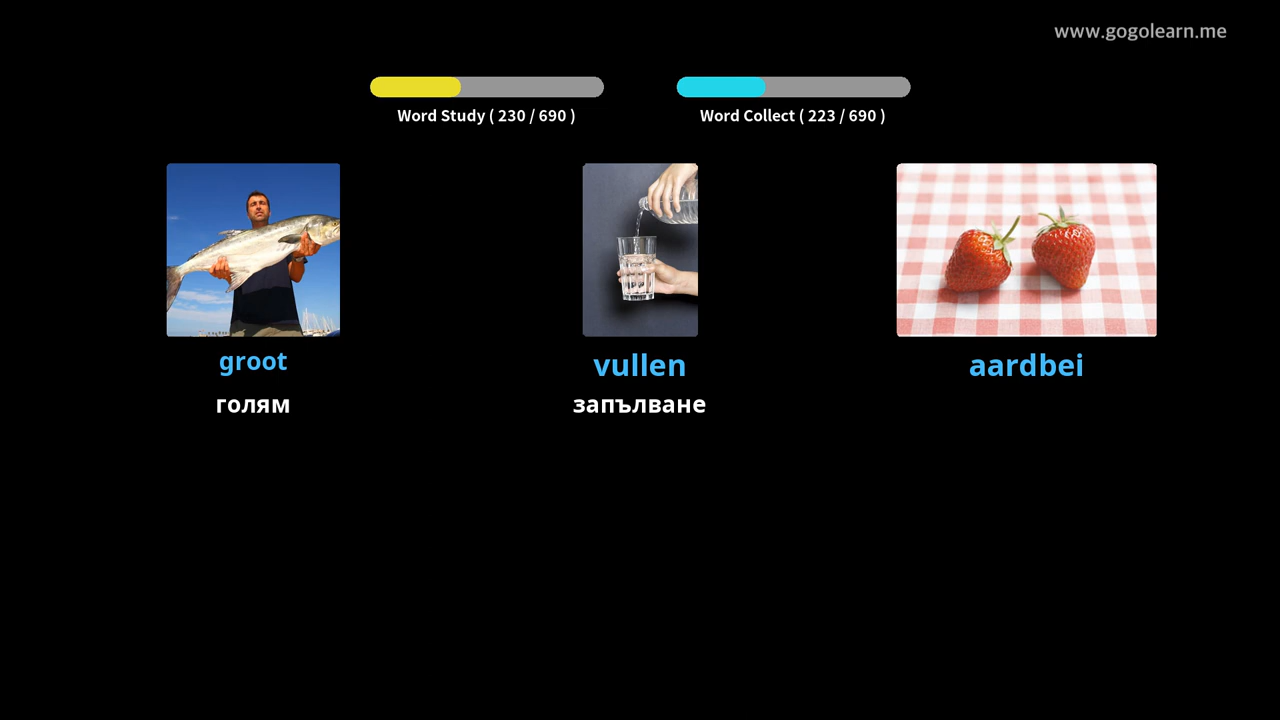 www.gogolearn.me
Word Study ( 230 / 690 )
Word Collect ( 223 / 690 )
groot
vullen
aardbei
голям
запълване